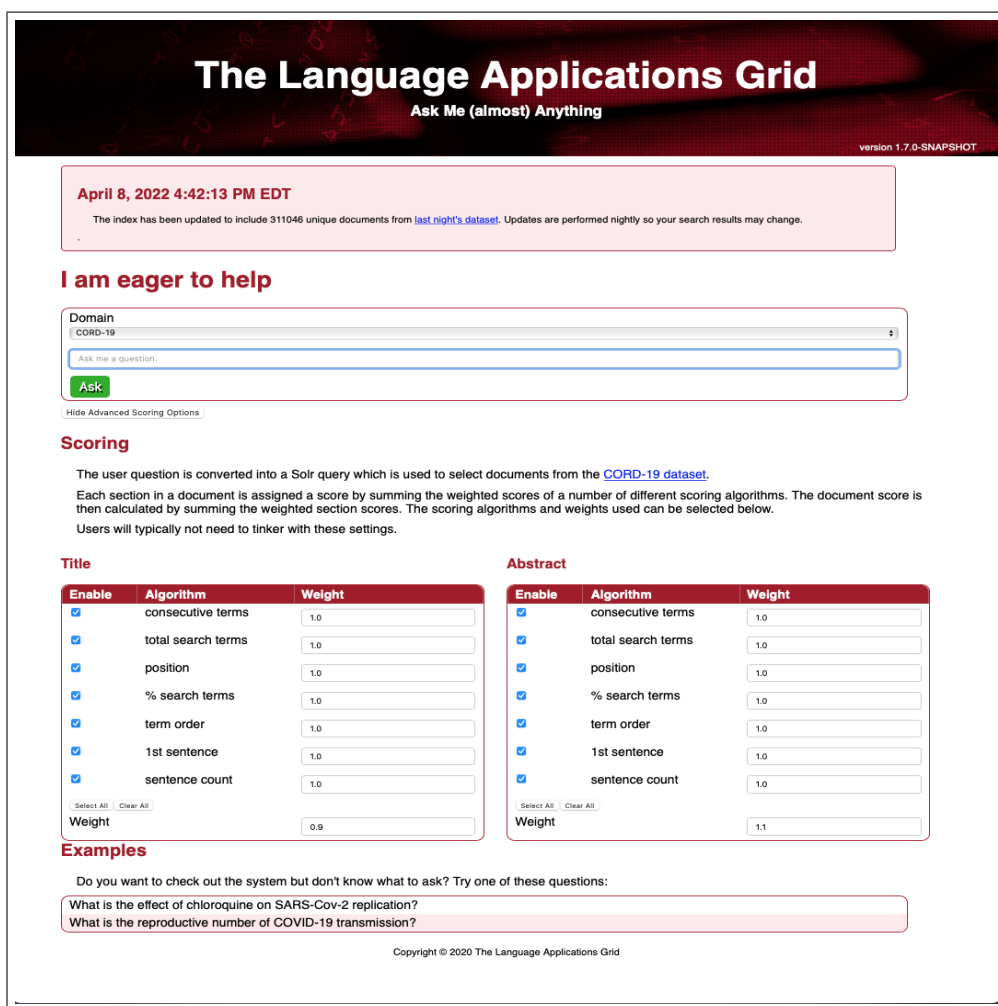 The Language Applications Grid
Ask Me (almost) Anything
version 1.7.0-SNAPSHOT
April 8, 2022 4:42:13 PM EDT
The index has been updated to include 311046 unique documents from last night's dataset. Updates are performed nightly so your search results may change.
.
I am eager to help
Domain
CORD-19
Ask me a question.
Ask
Hide Advanced Scoring Options
Scoring
The user question is converted into a Solr query which is used to select documents from the CORD-19 dataset.
Each section in a document is assigned a score by summing the weighted scores of a number of different scoring algorithms. The document score is
then calculated by summing the weighted section scores. The scoring algorithms and weights used can be selected below.
Users will typically not need to tinker with these settings.
Title
Enable Algorithm Weight
consecutive terms 1.0
total search terms 1.0
position 1.0
% search terms 1.0
term order 1.0
1st sentence 1.0
sentence count 1.0
Select All Clear All
Weight 0.9
Abstract
Enable Algorithm Weight
consecutive terms 1.0
total search terms 1.0
position 1.0
% search terms 1.0
term order 1.0
1st sentence 1.0
sentence count 1.0
Select All Clear All
Weight 1.1
Examples
Do you want to check out the system but don't know what to ask? Try one of these questions:
What is the effect of chloroquine on SARS-Cov-2 replication?
What is the reproductive number of COVID-19 transmission?
Copyright © 2020 The Language Applications Grid